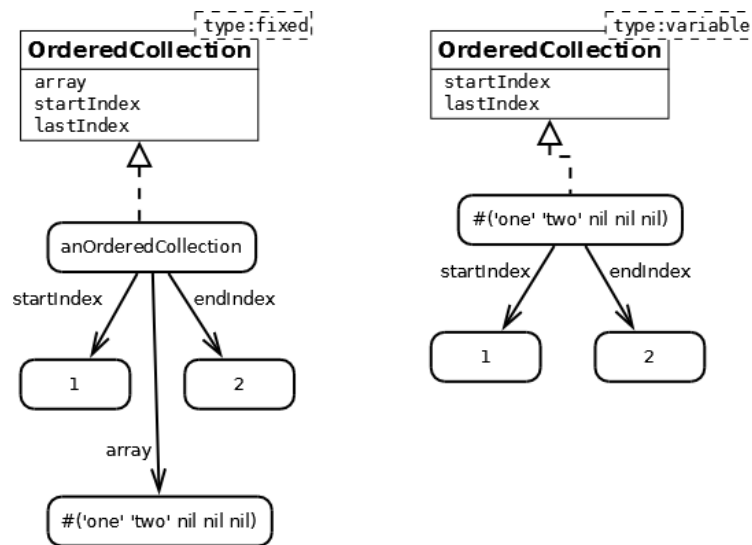 type:fixed
OrderedCollection
array
startIndex
lastIndex
anOrderedCollection
startIndex
endIndex
1
2
array
#('one' 'two' nil nil nil)
type:variable
OrderedCollection
startIndex
lastIndex
#('one' 'two' nil nil nil)
startIndex
endIndex
1
2